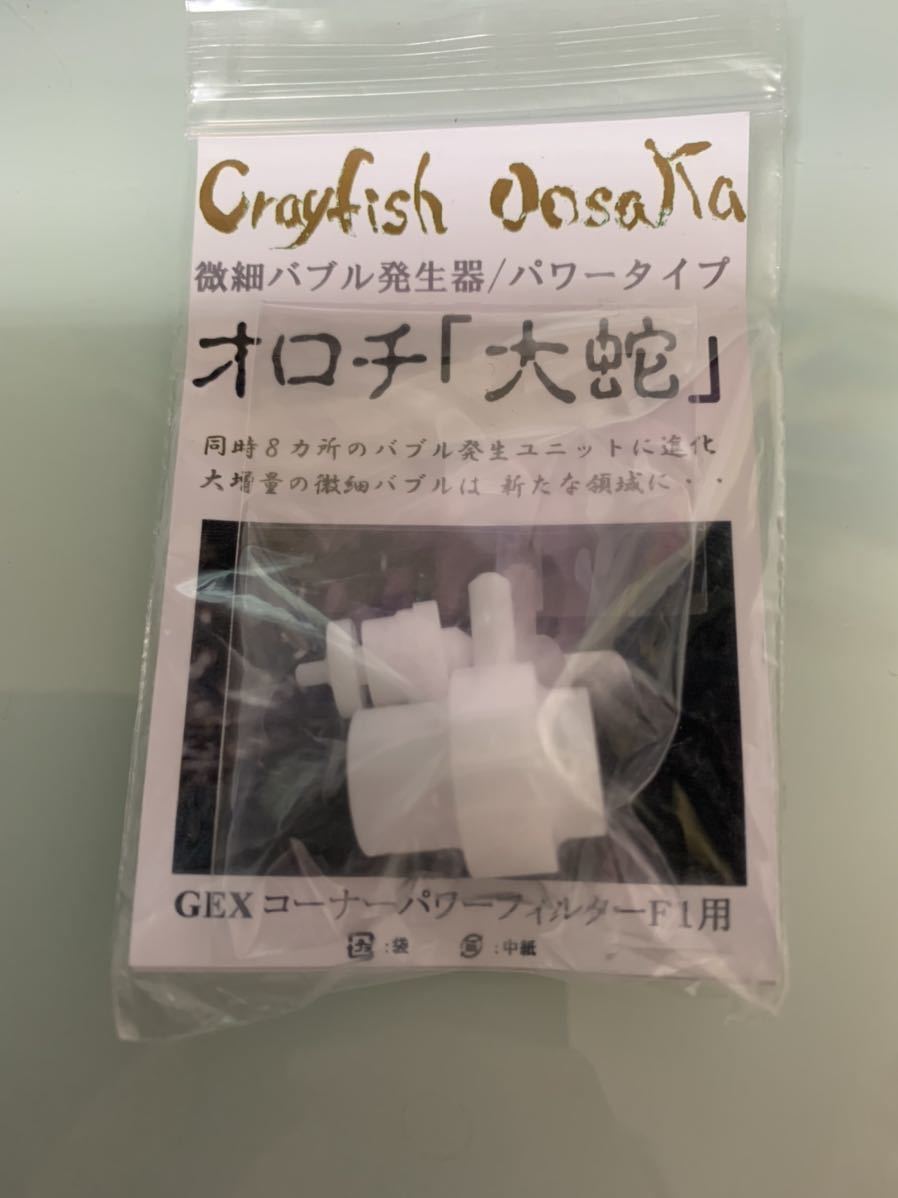 Crayfish OosaKa
微細バブル発生器/パワータイプ
オロチ「大蛇」
同時8カ所のバブル発生ユニットに進化
大増量の微細バブルは 新たな領域に・・
GEX コーナーパワーフィルターF1用
プラ:袋 :中紙